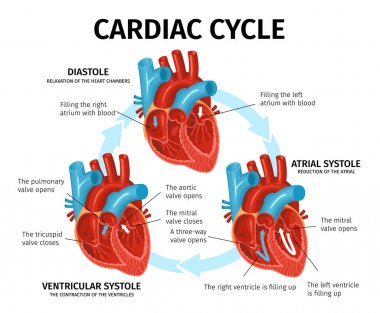 CARDIAC CYCLE
DIASTOLE
RELAXATION OF THE HEART CHAMBERS
Filling the right
atrium with blood
Filling the left
atrium with blood
ATRIAL SYSTOLE
REDUCTION OF THE ATRIAL
The pulmonary
valve opens
The tricuspid
valve closes
The aortic
valve opens
The mitral
valve closes
A three-way
valve opens
The mitral
valve opens
VENTRICULAR SYSTOLE
THE CONTRACTION OF THE VENTRICLES
The right ventricle is filling up
The left ventricle
is filling up